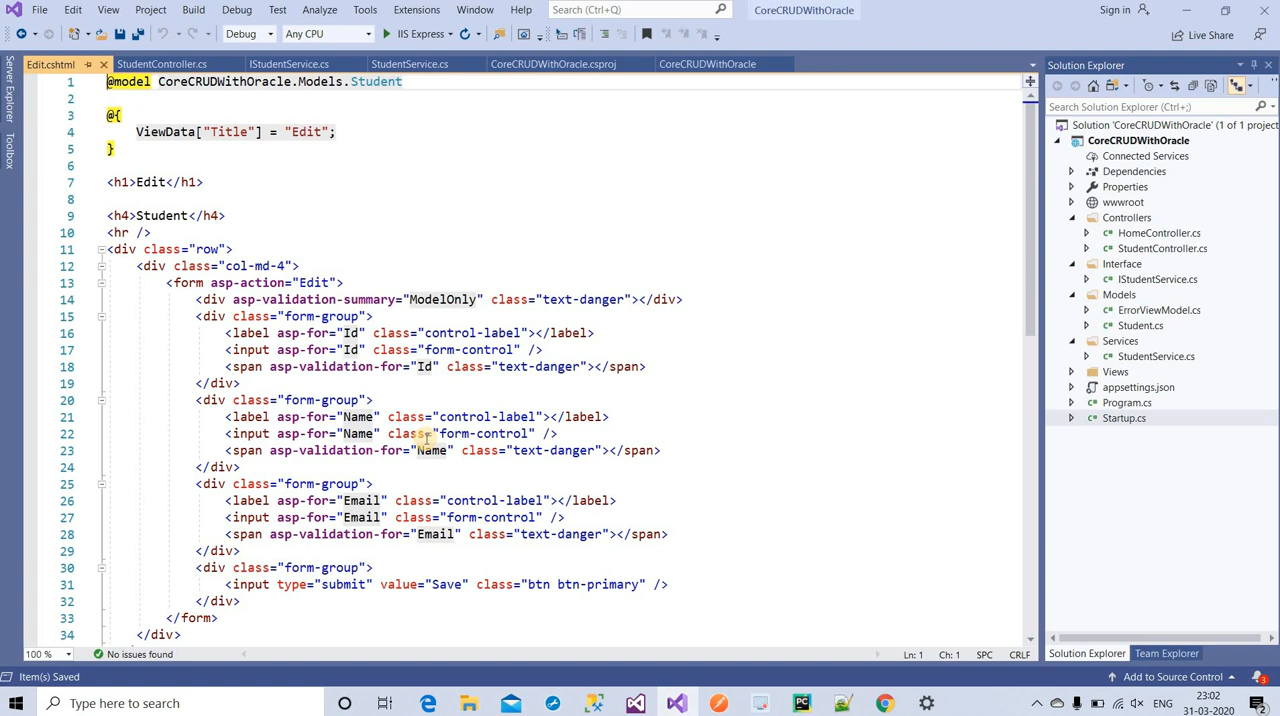 File Edit View Project Build Debug Test Analyze Tools Extensions Window Help Search (Ctrl+Q) CoreCRUDWithOracle Sign in
Debug Any CPU IIS Express Live Share
Server Explorer
Toolbox
Edit.cshtml StudentController.cs IStudentService.cs StudentService.cs CoreCRUDWithOracle.csproj CoreCRUDWithOracle
1 @model CoreCRUDWithOracle.Models.Student
2
3 @{
4 ViewData["Title"] = "Edit";
5 }
6
7 <h1>Edit</h1>
8
9 <h4>Student</h4>
10 <hr />
11 <div class="row">
12 <div class="col-md-4">
13 <form asp-action="Edit">
14 <div asp-validation-summary="ModelOnly" class="text-danger"></div>
15 <div class="form-group">
16 <label asp-for="Id" class="control-label"></label>
17 <input asp-for="Id" class="form-control" />
18 <span asp-validation-for="Id" class="text-danger"></span>
19 </div>
20 <div class="form-group">
21 <label asp-for="Name" class="control-label"></label>
22 <input asp-for="Name" class="form-control" />
23 <span asp-validation-for="Name" class="text-danger"></span>
24 </div>
25 <div class="form-group">
26 <label asp-for="Email" class="control-label"></label>
27 <input asp-for="Email" class="form-control" />
28 <span asp-validation-for="Email" class="text-danger"></span>
29 </div>
30 <div class="form-group">
31 <input type="submit" value="Save" class="btn btn-primary" />
32 </div>
33 </form>
34 </div>
100 % No issues found Ln: 1 Ch: 1 SPC CRLF
Solution Explorer
Search Solution Explorer (Ctrl+;)
Solution 'CoreCRUDWithOracle' (1 of 1 project)
CoreCRUDWithOracle
Connected Services
Dependencies
Properties
wwwroot
Controllers
C# HomeController.cs
C# StudentController.cs
Interface
C# IStudentService.cs
Models
C# ErrorViewModel.cs
C# Student.cs
Services
C# StudentService.cs
Views
appsettings.json
C# Program.cs
C# Startup.cs
Solution Explorer Team Explorer
Item(s) Saved Add to Source Control 3
Type here to search ENG 23:02
31-03-2020 2